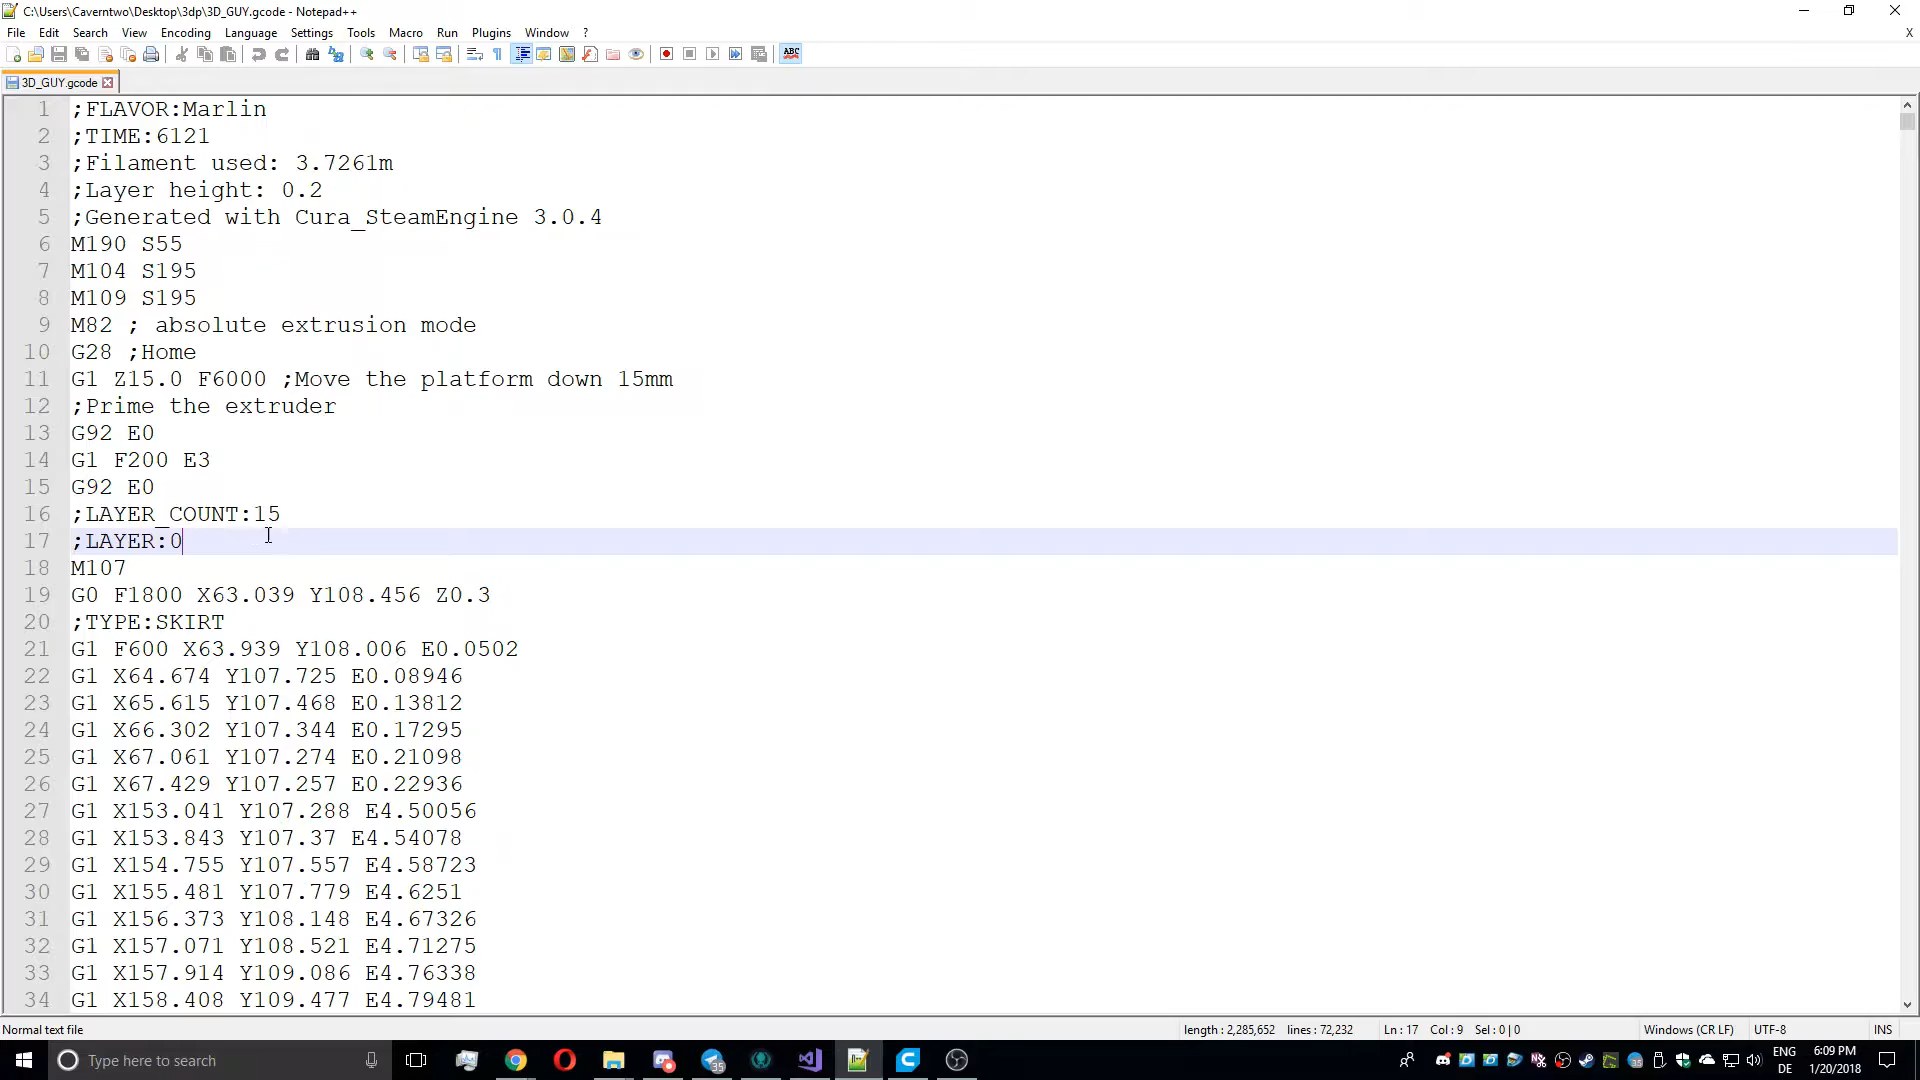 C:\Users\Caverntwo\Desktop\3dp\3D_GUY.gcode - Notepad++
File Edit Search View Encoding Language Settings Tools Macro Run Plugins Window ? X
ABC
3D_GUY.gcode
1 ;FLAVOR:Marlin
2 ;TIME:6121
3 ;Filament used: 3.7261m
4 ;Layer height: 0.2
5 ;Generated with Cura_SteamEngine 3.0.4
6 M190 S55
7 M104 S195
8 M109 S195
9 M82 ; absolute extrusion mode
10 G28 ;Home
11 G1 Z15.0 F6000 ;Move the platform down 15mm
12 ;Prime the extruder
13 G92 E0
14 G1 F200 E3
15 G92 E0
16 ;LAYER_COUNT:15
17 ;LAYER:0
18 M107
19 G0 F1800 X63.039 Y108.456 Z0.3
20 ;TYPE:SKIRT
21 G1 F600 X63.939 Y108.006 E0.0502
22 G1 X64.674 Y107.725 E0.08946
23 G1 X65.615 Y107.468 E0.13812
24 G1 X66.302 Y107.344 E0.17295
25 G1 X67.061 Y107.274 E0.21098
26 G1 X67.429 Y107.257 E0.22936
27 G1 X153.041 Y107.288 E4.50056
28 G1 X153.843 Y107.37 E4.54078
29 G1 X154.755 Y107.557 E4.58723
30 G1 X155.481 Y107.779 E4.6251
31 G1 X156.373 Y108.148 E4.67326
32 G1 X157.071 Y108.521 E4.71275
33 G1 X157.914 Y109.086 E4.76338
34 G1 X158.408 Y109.477 E4.79481
Normal text file length : 2,285,652 lines : 72,232 Ln : 17 Col : 9 Sel : 0 | 0 Windows (CR LF) UTF-8 INS
Type here to search 35 35 ENG 6:09 PM
DE 1/20/2018